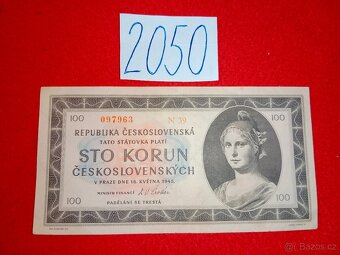 2050
097963 N 39
100 REPUBLIKA ČESKOSLOVENSKÁ 100
TATO STÁTOVKA PLATÍ
STO KORUN
ČESKOSLOVENSKÝCH
V PRAZE DNE 16. KVĚTNA 1945.
MINISTR FINANCÍ
100 100
PADĚLÁNÍ SE TRESTÁ